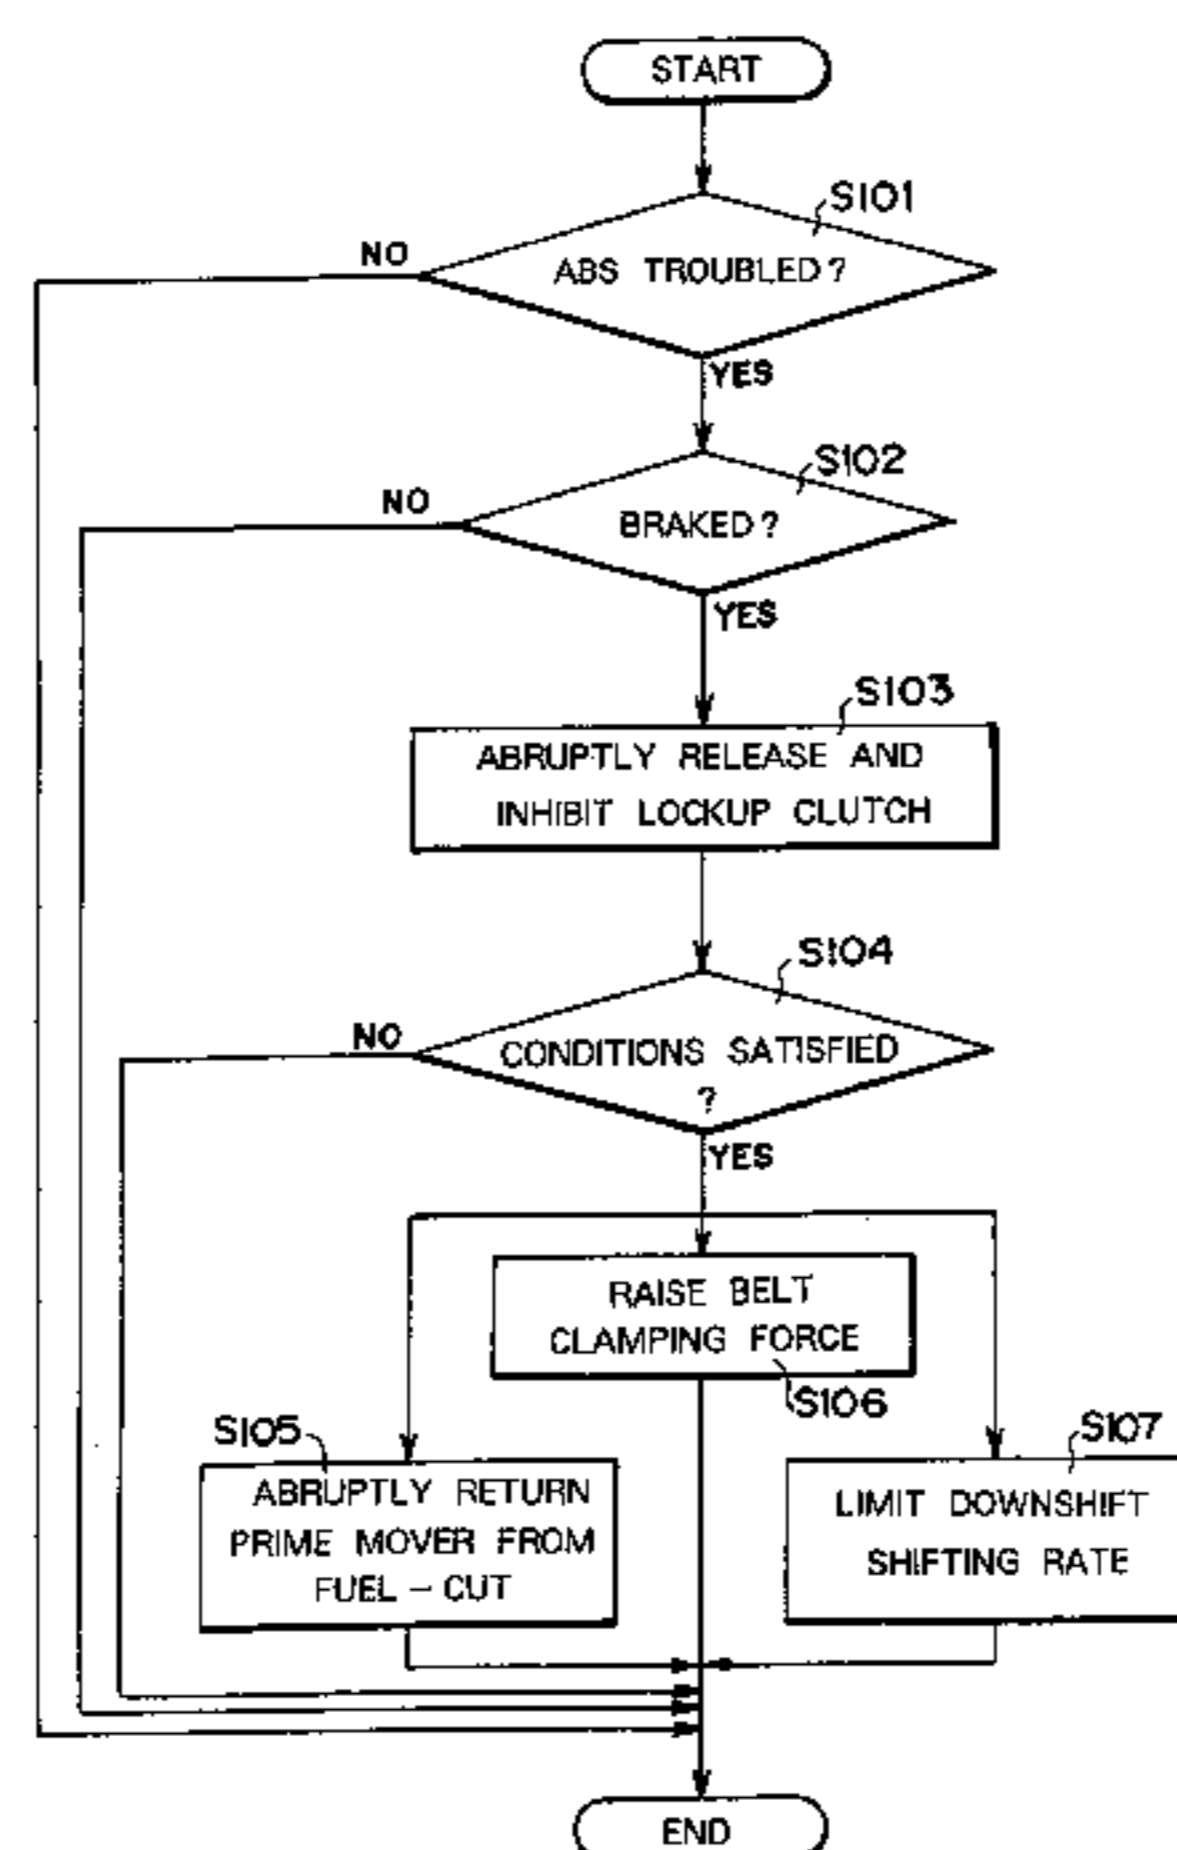 START
S101
NO
ABS TROUBLED?
YES
S102
NO
BRAKED?
YES
S103
ABRUPTLY RELEASE AND
INHIBIT LOCKUP CLUTCH
S104
NO
CONDITIONS SATISFIED
?
YES
RAISE BELT
CLAMPING FORCE
S106
S105
ABRUPTLY RETURN
PRIME MOVER FROM
FUEL-CUT
S107
LIMIT DOWNSHIFT
SHIFTING RATE
END